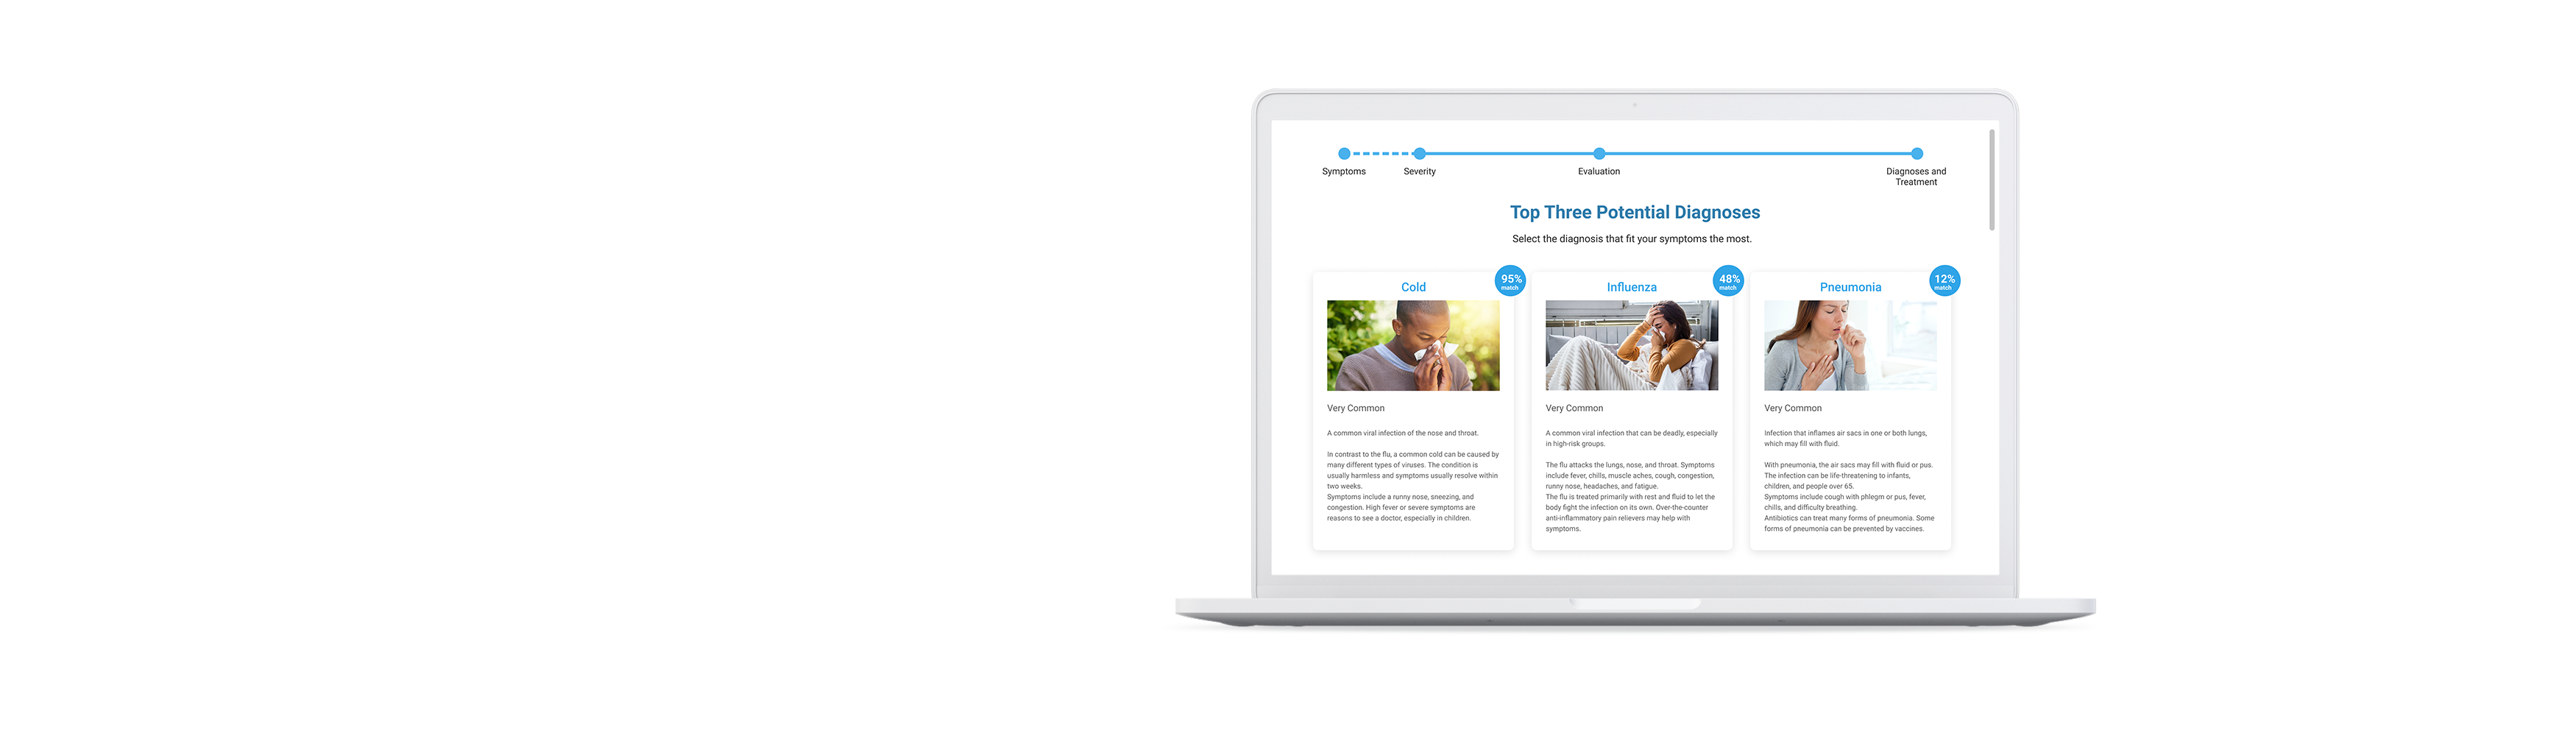 Symptoms
Severity
Evaluation
Diagnoses and
Treatment
Top Three Potential Diagnoses
Select the diagnosis that fit your symptoms the most.
Cold
95%
match
Very Common
A common viral infection of the nose and throat.
In contrast to the flu, a common cold can be caused by
many different types of viruses. The condition is
usually harmless and symptoms usually resolve within
two weeks.
Symptoms include a runny nose, sneezing, and
congestion. High fever or severe symptoms are
reasons to see a doctor, especially in children.
Influenza
48%
match
Very Common
A common viral infection that can be deadly, especially
in high-risk groups.
The flu attacks the lungs, nose, and throat. Symptoms
include fever, chills, muscle aches, cough, congestion,
runny nose, headaches, and fatigue.
The flu is treated primarily with rest and fluid to let the
body fight the infection on its own. Over-the-counter
anti-inflammatory pain relievers may help with
symptoms.
Pneumonia
12%
match
Very Common
Infection that inflames air sacs in one or both lungs,
which may fill with fluid.
With pneumonia, the air sacs may fill with fluid or pus.
The infection can be life-threatening to infants,
children, and people over 65.
Symptoms include cough with phlegm or pus, fever,
chills, and difficulty breathing.
Antibiotics can treat many forms of pneumonia. Some
forms of pneumonia can be prevented by vaccines.